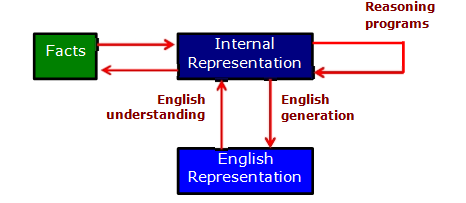 Reasoning
programs
Facts
Internal
Representation
English
understanding
English
generation
English
Representation